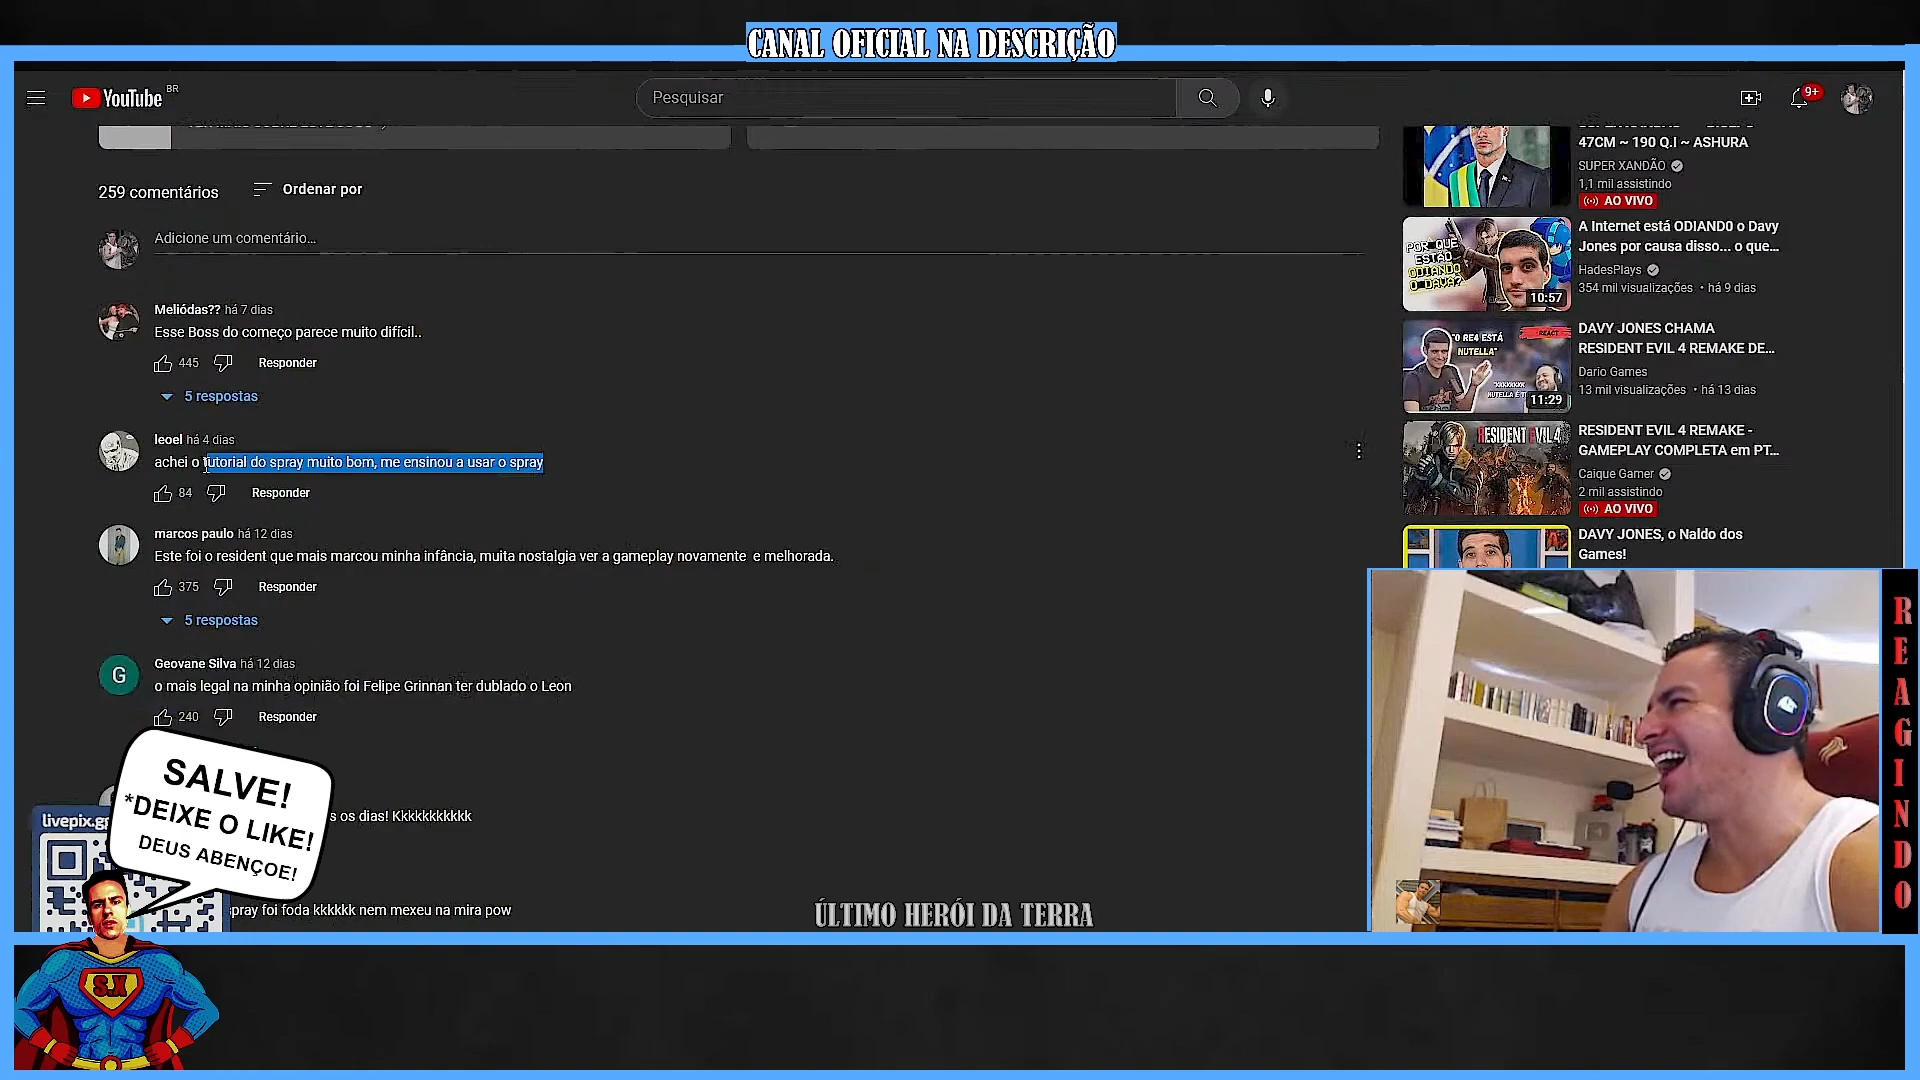 CANAL OFICIAL NA DESCRIÇÃO
YouTube BR
Pesquisar
9+
259 comentários
Ordenar por
Adicione um comentário...
Meliódas?? há 7 dias
Esse Boss do começo parece muito difícil..
445
Responder
5 respostas
leoel há 4 dias
achei o tutorial do spray muito bom, me ensinou a usar o spray
84
Responder
marcos paulo há 12 dias
Este foi o resident que mais marcou minha infância, muita nostalgia ver a gameplay novamente e melhorada.
375
Responder
5 respostas
G
Geovane Silva há 12 dias
o mais legal na minha opinião foi Felipe Grinnan ter dublado o Leon
240
Responder
s os dias! Kkkkkkkkkkk
spray foi foda kkkkkk nem mexeu na mira pow
47CM ~ 190 Q.I ~ ASHURA
SUPER XANDÃO
1,1 mil assistindo
AO VIVO
POR QUE
ESTÃO
ODIANDO
O DAVA?
10:57
A Internet está ODIAND0 o Davy
Jones por causa disso... o que...
HadesPlays
354 mil visualizações • há 9 dias
"O RE4 ESTÁ
NUTELLA"
REACT
11:29
DAVY JONES CHAMA
RESIDENT EVIL 4 REMAKE DE...
Dario Games
13 mil visualizações • há 13 dias
RESIDENT EVIL 4
RESIDENT EVIL 4 REMAKE -
GAMEPLAY COMPLETA em PT...
Caique Gamer
2 mil assistindo
AO VIVO
DAVY JONES, o Naldo dos
Games!
REAGINDO
SALVE!
*DEIXE O LIKE!
DEUS ABENÇOE!
livepix.gg
S.X
ÚLTIMO HERÓI DA TERRA